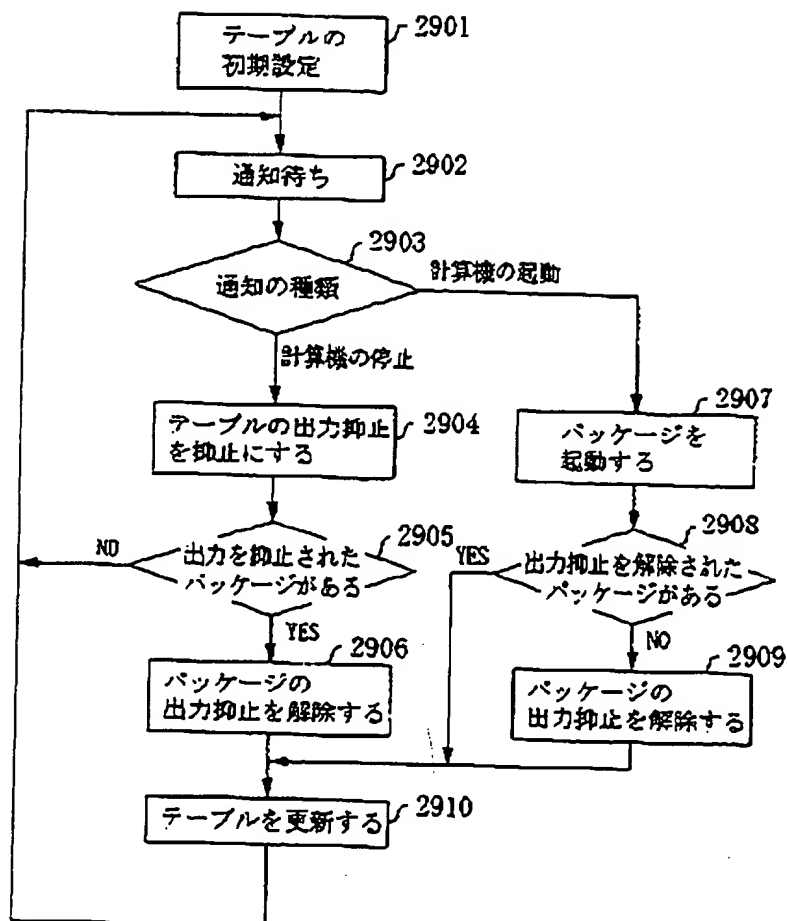 テーブルの
初期設定
2901
通知待ち
2902
通知の種類
2903
計算機の起動
計算機の停止
テーブルの出力抑止
を抑止にする
2904
パッケージを
起動する
2907
出力を抑止された
パッケージがある
2905
NO
YES
出力抑止を解除された
パッケージがある
2908
YES
NO
パッケージの
出力抑止を解除する
2906
パッケージの
出力抑止を解除する
2909
テーブルを更新する
2910